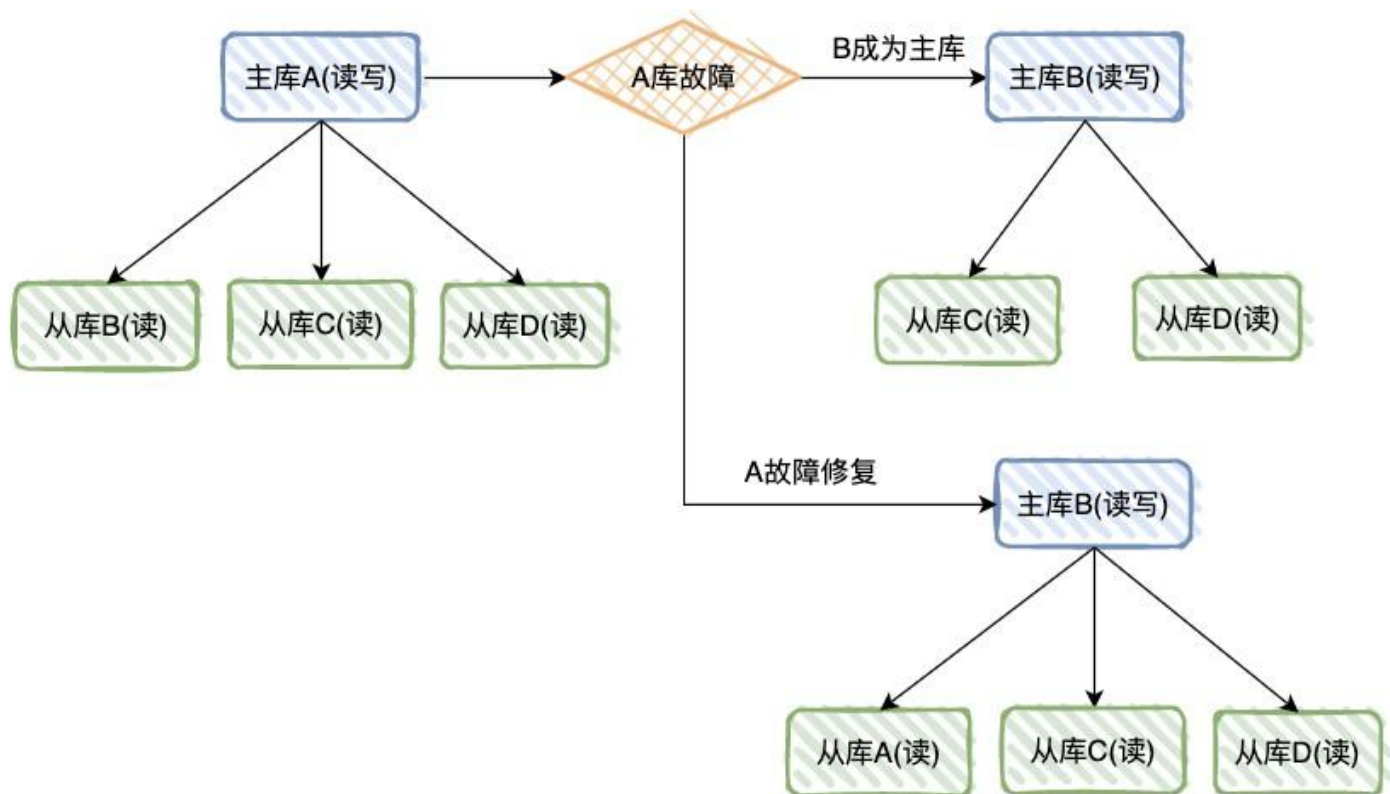 主库A(读写)
A库故障
B成为主库
主库B(读写)
从库B(读)
从库C(读)
从库D(读)
从库C(读)
从库D(读)
A故障修复
主库B(读写)
从库A(读)
从库C(读)
从库D(读)